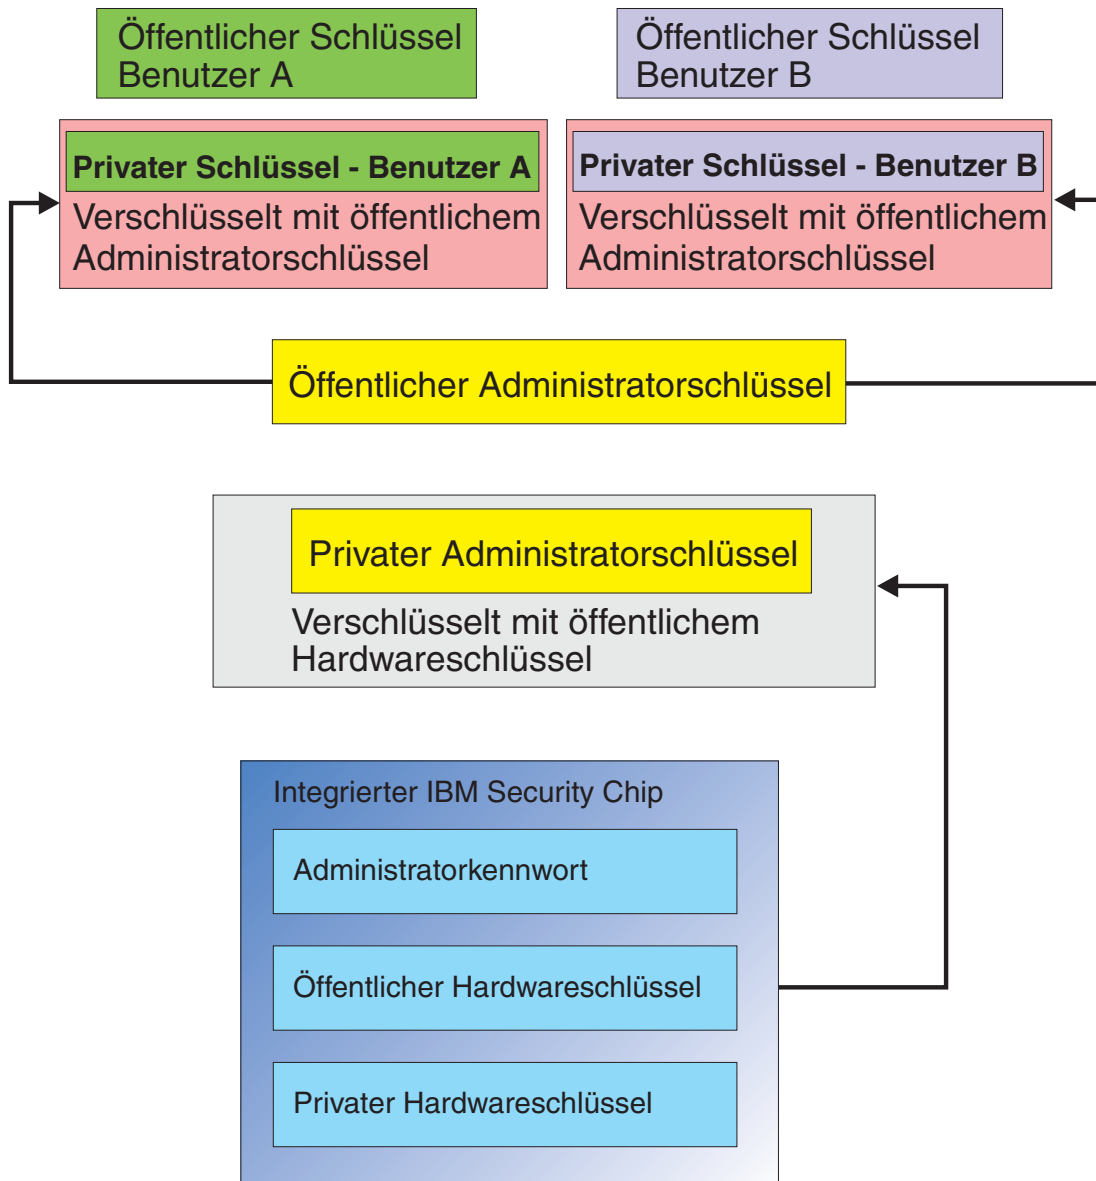 Öffentlicher Schlüssel
Benutzer A
Öffentlicher Schlüssel
Benutzer B
Privater Schlüssel - Benutzer A
Verschlüsselt mit öffentlichem
Administratorschlüssel
Privater Schlüssel - Benutzer B
Verschlüsselt mit öffentlichem
Administratorschlüssel
Öffentlicher Administratorschlüssel
Privater Administratorschlüssel
Verschlüsselt mit öffentlichem
Hardwareschlüssel
Integrierter IBM Security Chip
Administratorkennwort
Öffentlicher Hardwareschlüssel
Privater Hardwareschlüssel